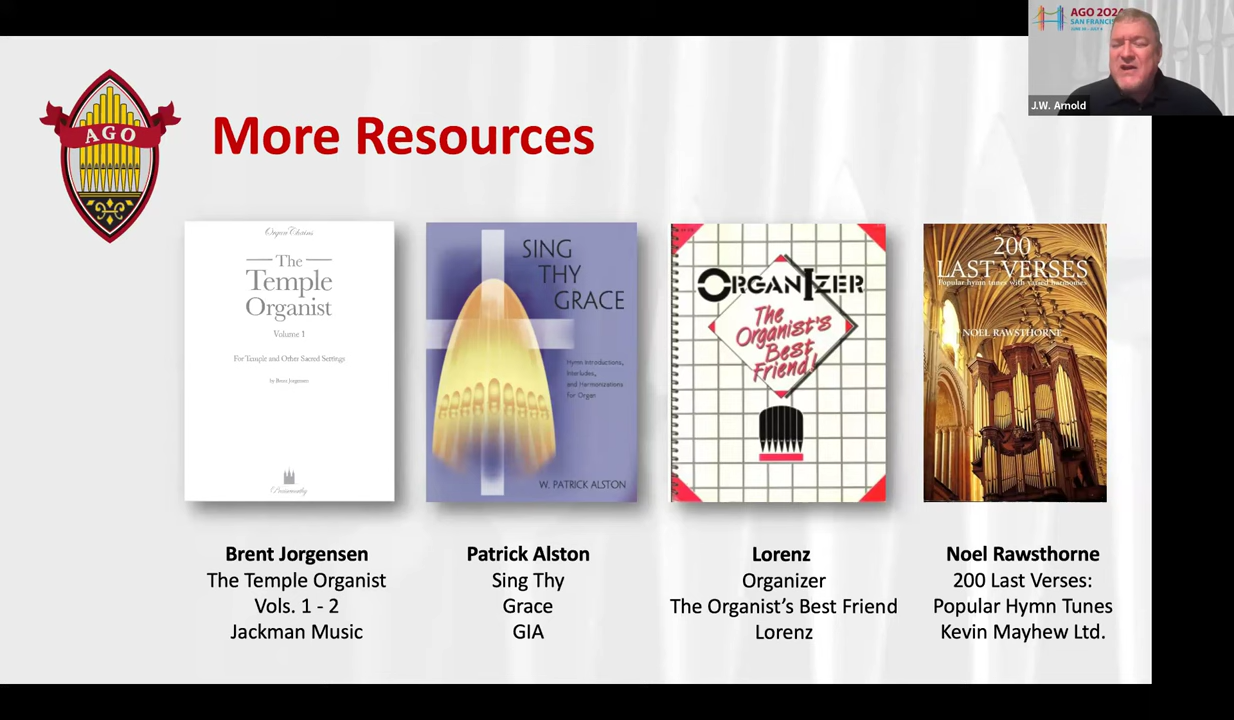 AGO 2024
SAN FRANCISCO
J.W. Arnold
AGO
More Resources
Organ Chains
The
Temple
Organist
Volume 1
For Temple and Other Sacred Settings
by Brent Jorgensen
SING
THY
GRACE
Hymn Introductions,
Interludes,
and Harmonizations
for Organ
W. PATRICK ALSTON
ORGANIZER
The
Organist's
Best
Friend!
200
LAST VERSES
Popular hymn tunes with varied harmonies
NOEL RAWSTHORNE
Brent Jorgensen
The Temple Organist
Vols. 1 - 2
Jackman Music
Patrick Alston
Sing Thy
Grace
GIA
Lorenz
Organizer
The Organist’s Best Friend
Lorenz
Noel Rawsthorne
200 Last Verses:
Popular Hymn Tunes
Kevin Mayhew Ltd.